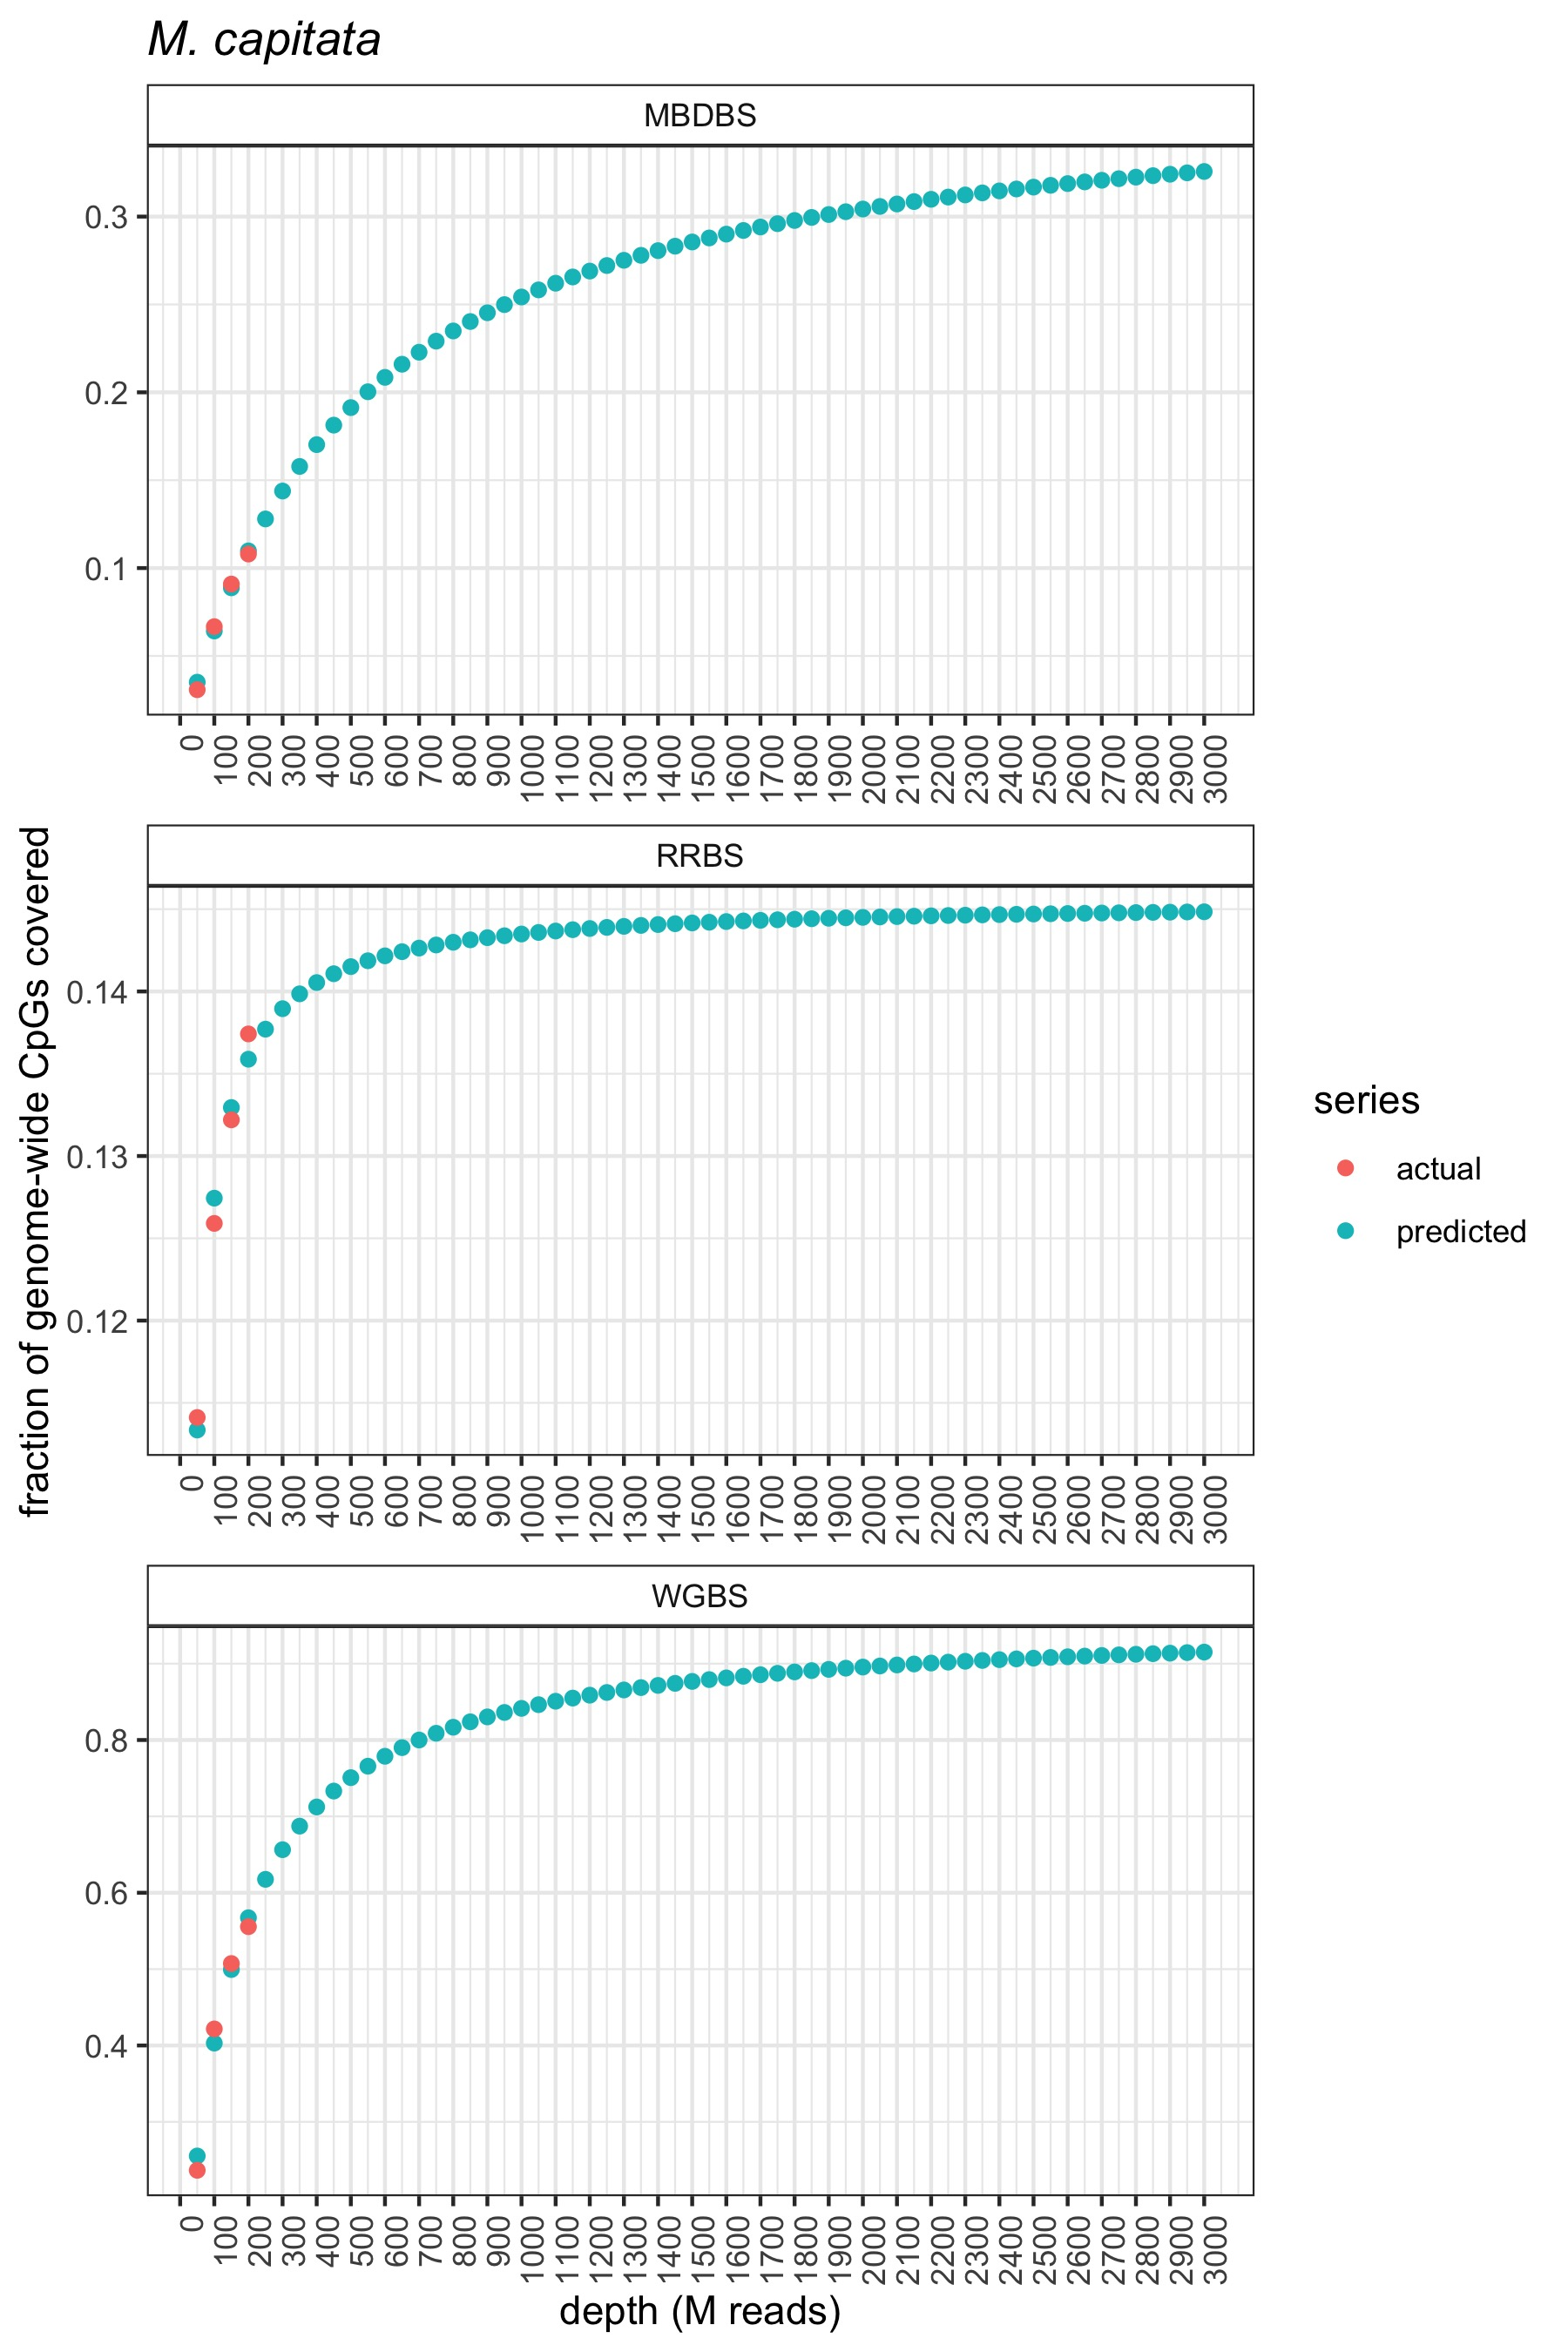 M. capitata
MBDBS
0.3
0.2
0.1
0 100 200 300 400 500 600 700 800 900 1000 1100 1200 1300 1400 1500 1600 1700 1800 1900 2000 2100 2200 2300 2400 2500 2600 2700 2800 2900 3000
fraction of genome-wide CpGs covered
RRBS
0.14
0.13
0.12
0 100 200 300 400 500 600 700 800 900 1000 1100 1200 1300 1400 1500 1600 1700 1800 1900 2000 2100 2200 2300 2400 2500 2600 2700 2800 2900 3000
WGBS
0.8
0.6
0.4
0 100 200 300 400 500 600 700 800 900 1000 1100 1200 1300 1400 1500 1600 1700 1800 1900 2000 2100 2200 2300 2400 2500 2600 2700 2800 2900 3000
depth (M reads)
series
actual
predicted